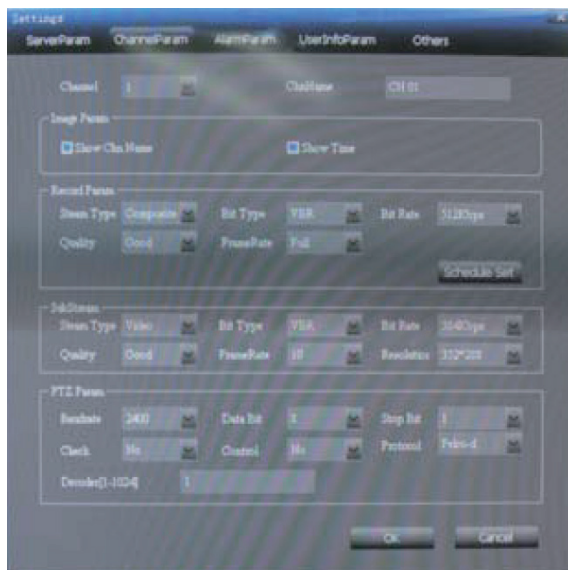 Settings
ServerParam ChannelParam AlarmParam UserInfoParam Others
Channel 1 ChnName CH 01
Image Param
Show Chn Name Show Time
Record Param
Steam Type Composite Bit Type VBR Bit Rate 512Kbps
Quality Good FrameRate Full
Schedule Set
SubStream
Steam Type Video Bit Type VBR Bit Rate 384Kbps
Quality Good FrameRate 10 Resolution 352*288
PTZ Param
Baudrate 2400 Data Bit 8 Stop Bit 1
Check No Control No Protocol Pelco-d
Decoder[1-1024] 1
OK Cancel